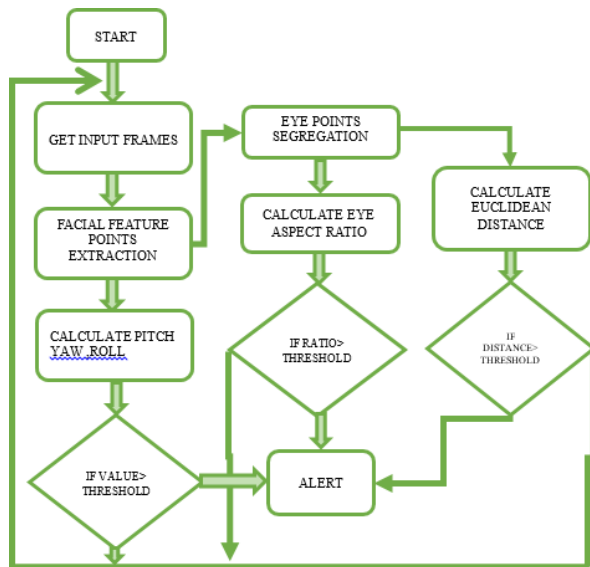 START
GET INPUT FRAMES
FACIAL FEATURE
POINTS
EXTRACTION
CALCULATE PITCH
YAW ,ROLL
IF VALUE>
THRESHOLD
EYE POINTS
SEGREGATION
CALCULATE EYE
ASPECT RATIO
IF RATIO>
THRESHOLD
ALERT
CALCULATE
EUCLIDEAN
DISTANCE
IF
DISTANCE>
THRESHOLD